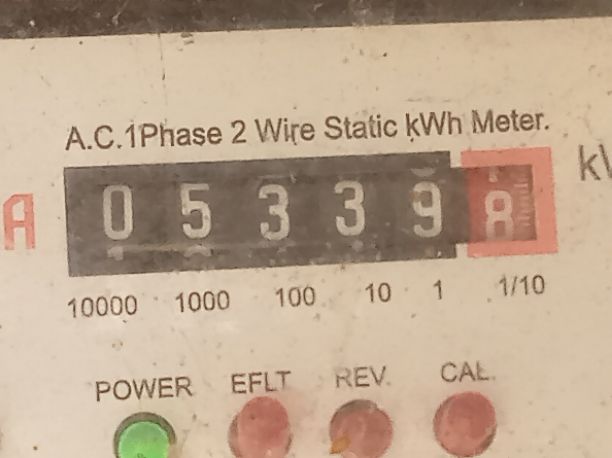 A.C.1Phase 2 Wire Static kWh Meter.
A 0 5 3 3 9 8
10000 1000 100 10 1 1/10
POWER EFLT REV. CAL.